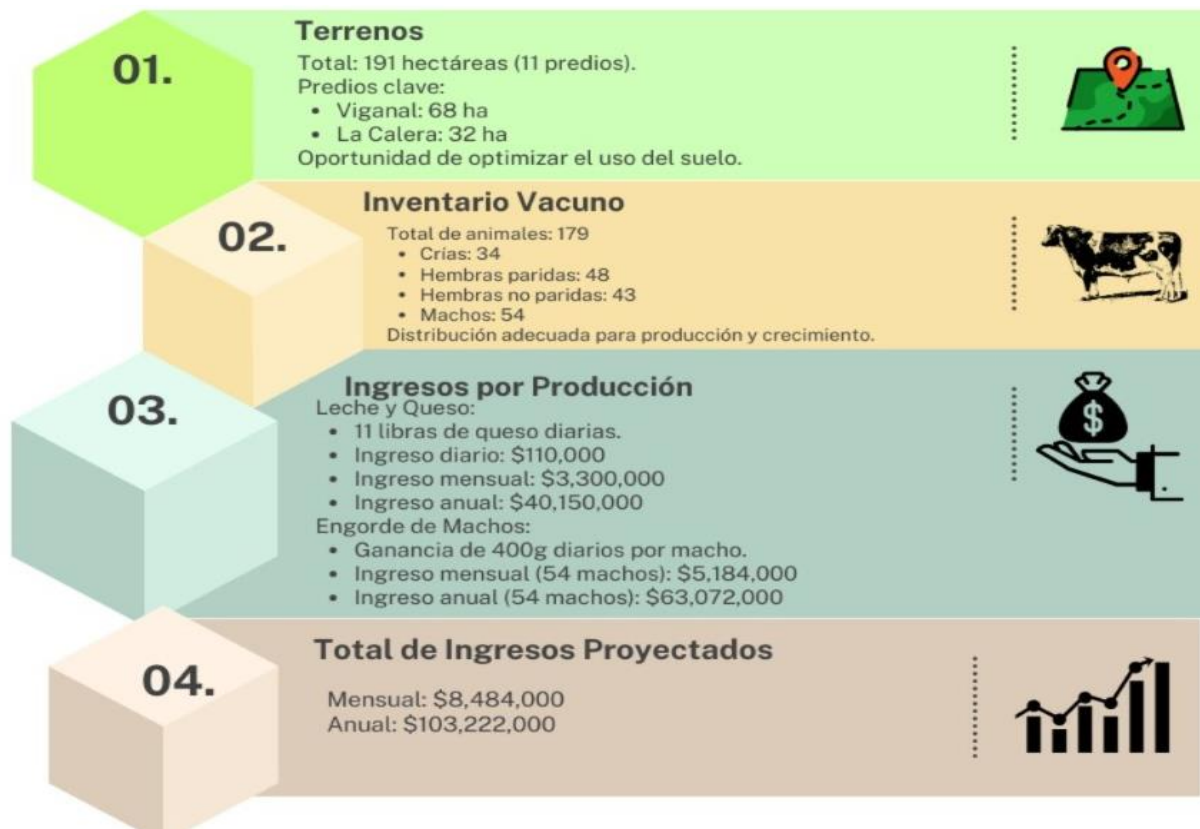 01.
Terrenos
Total: 191 hectáreas (11 predios).
Predios clave:
• Viganal: 68 ha
• La Calera: 32 ha
Oportunidad de optimizar el uso del suelo.
02.
Inventario Vacuno
Total de animales: 179
• Crías: 34
• Hembras paridas: 48
• Hembras no paridas: 43
• Machos: 54
Distribución adecuada para producción y crecimiento.
03.
Ingresos por Producción
Leche y Queso:
• 11 libras de queso diarias.
• Ingreso diario: $110,000
• Ingreso mensual: $3,300,000
• Ingreso anual: $40,150,000
Engorde de Machos:
• Ganancia de 400g diarios por macho.
• Ingreso mensual (54 machos): $5,184,000
• Ingreso anual (54 machos): $63,072,000
$
04.
Total de Ingresos Proyectados
Mensual: $8,484,000
Anual: $103,222,000